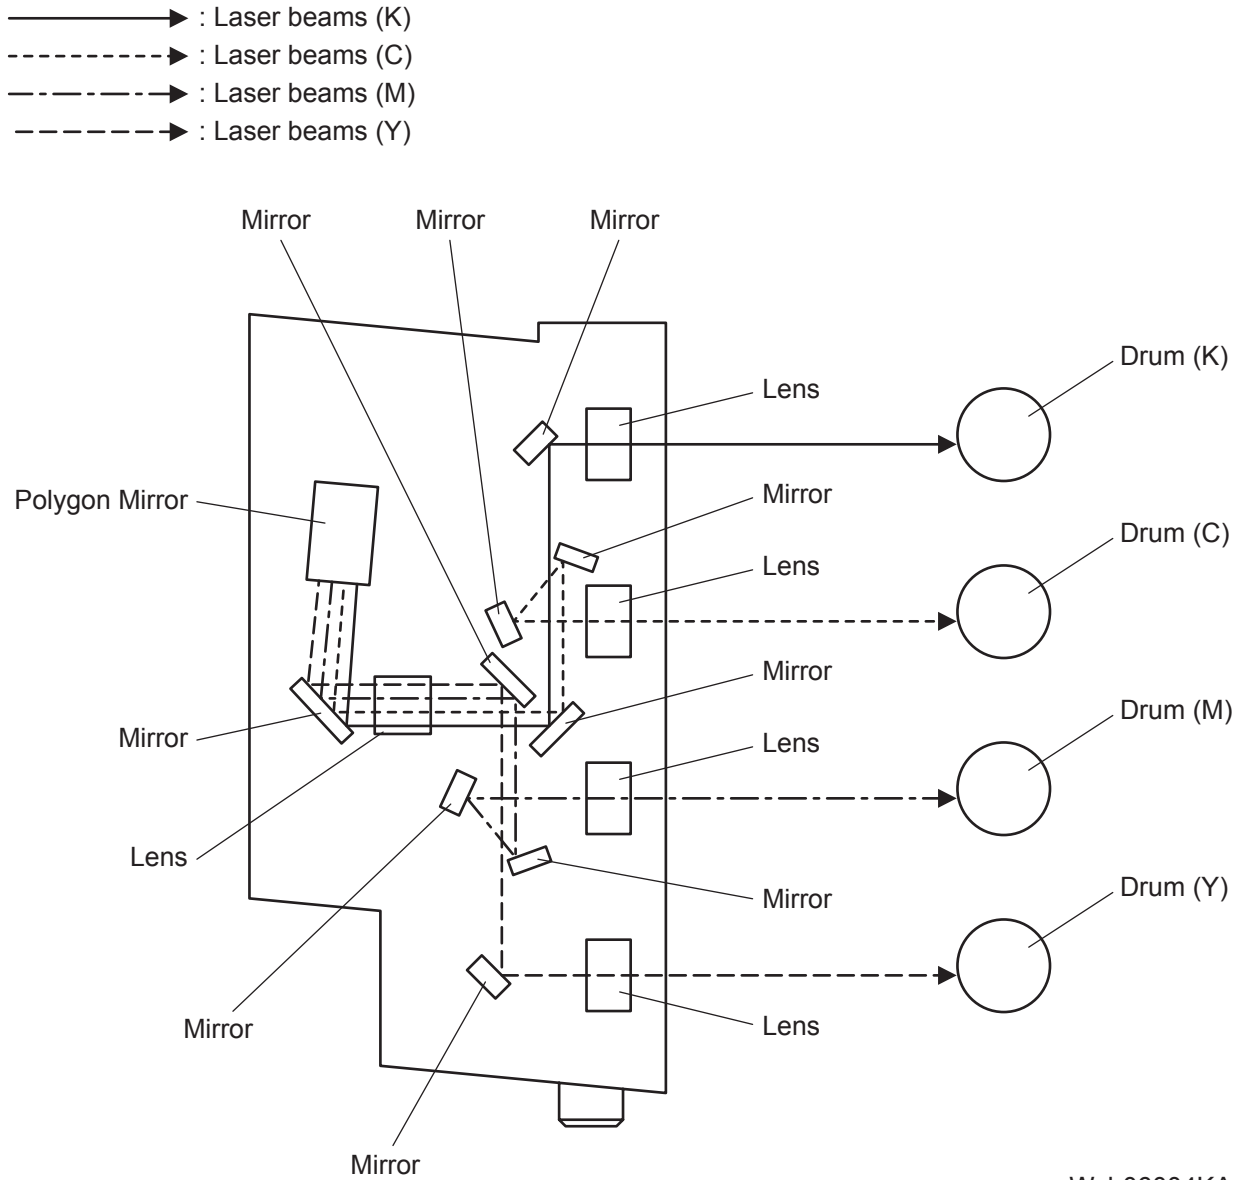 : Laser beams (K)
: Laser beams (C)
: Laser beams (M)
: Laser beams (Y)
Mirror Mirror Mirror
Drum (K)
Lens
Mirror
Polygon Mirror
Drum (C)
Lens
Mirror
Drum (M)
Mirror
Lens
Lens
Drum (Y)
Mirror
Mirror
Lens
Mirror